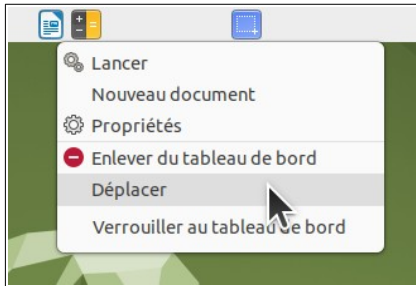 Lancer
Nouveau document
Propriétés
Enlever du tableau de bord
Déplacer
Verrouiller au tableau de bord